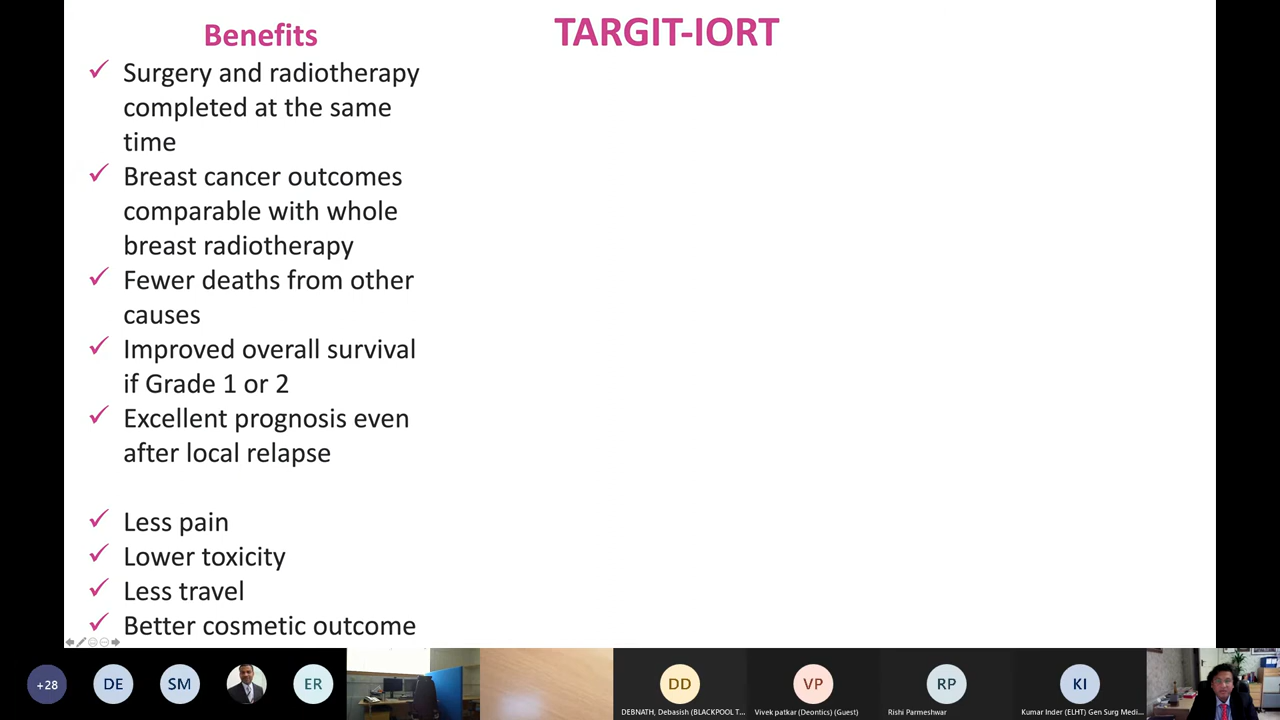 Benefits
TARGIT-IORT
Surgery and radiotherapy
completed at the same
time
Breast cancer outcomes
comparable with whole
breast radiotherapy
Fewer deaths from other
causes
Improved overall survival
if Grade 1 or 2
Excellent prognosis even
after local relapse
Less pain
Lower toxicity
Less travel
Better cosmetic outcome
+28
DE
SM
ER
DD
VP
RP
KI
DEBNATH, Debasish (BLACKPOOL T...
Vivek patkar (Deontics) (Guest)
Rishi Parmeshwar
Kumar Inder (ELHT) Gen Surg Medi...